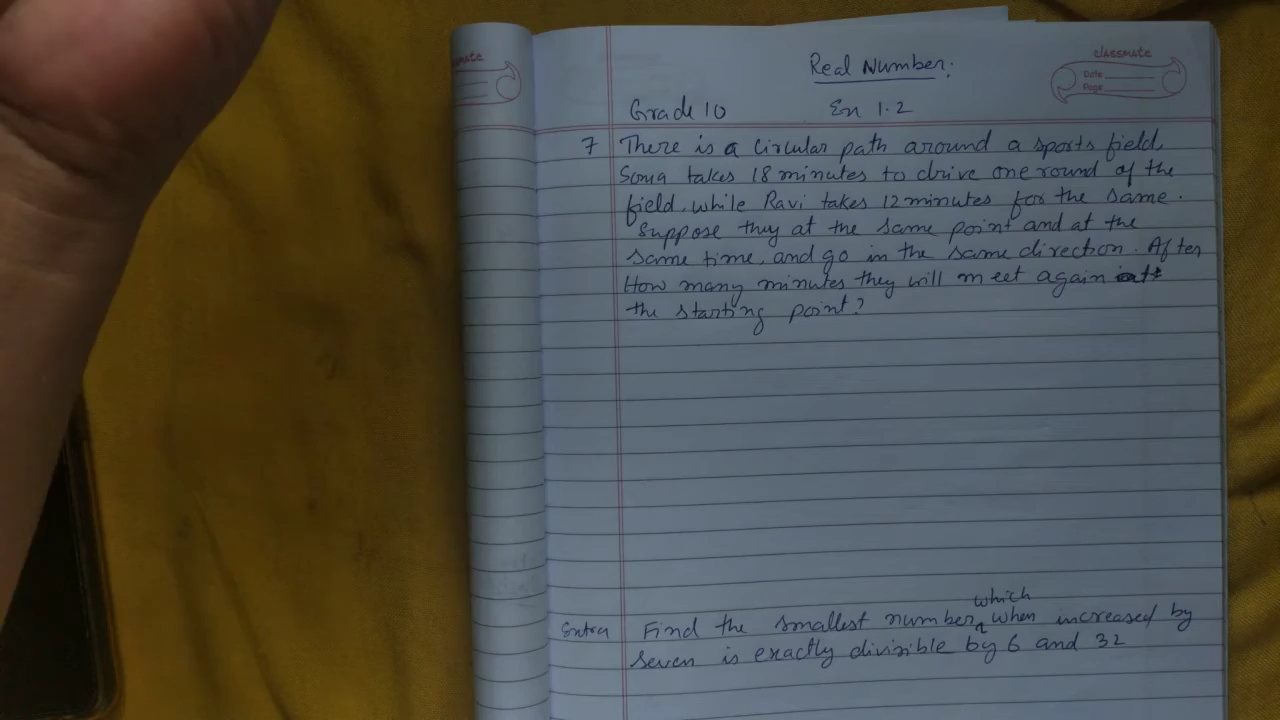 Real Number:
classmate
Date
Page
Grade 10 Ex 1.2
7 There is a circular path around a sports field,
Sonia takes 18 minutes to drive one round of the
field, while Ravi takes 12 minutes for the same.
Suppose they at the same point and at the
same time, and go in the same direction. After
How many minutes they will meet again at
the starting point?
which
Extra Find the smallest number when increased by
seven is exactly divisible by 6 and 32